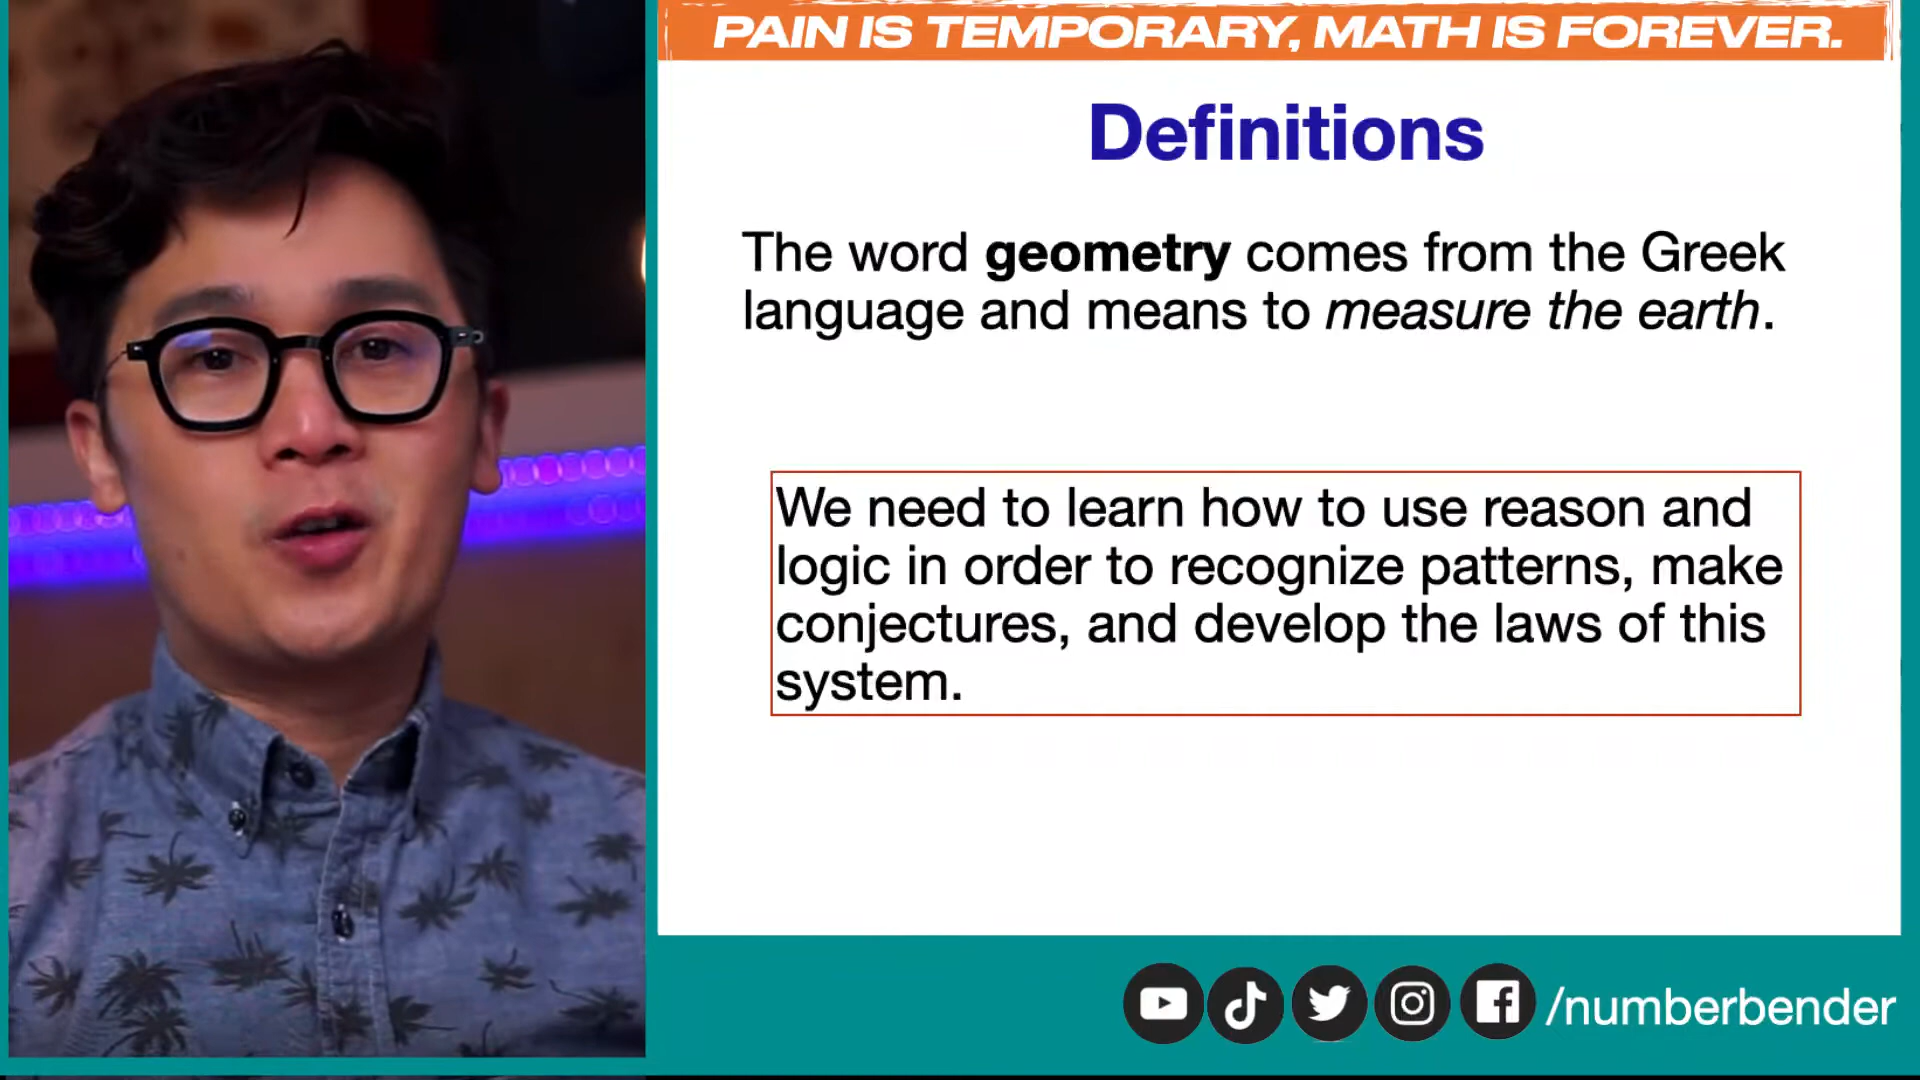 PAIN IS TEMPORARY, MATH IS FOREVER.
Definitions
The word geometry comes from the Greek
language and means to measure the earth.
We need to learn how to use reason and
logic in order to recognize patterns, make
conjectures, and develop the laws of this
system.
/numberbender